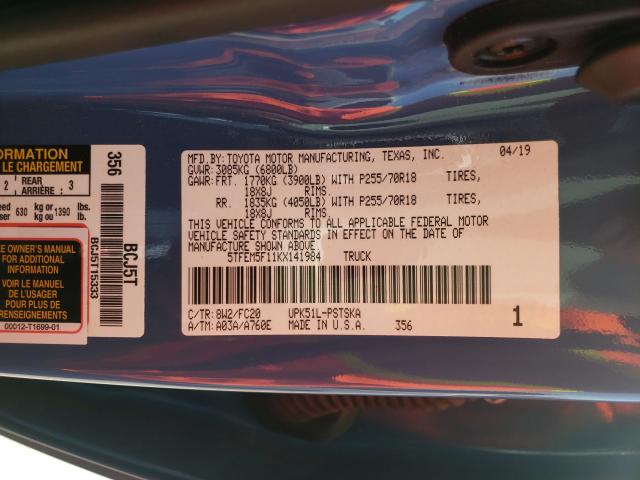 ORMATION
LE CHARGEMENT
2 REAR ARRIÈRE : 3
630 kg ou 1390 lbs.
OWNER'S MANUAL
FOR ADDITIONAL
INFORMATION
VOIR LE MANUEL
DE L'USAGER
POUR PLUS DE
RENSEIGNEMENTS
00012-T1699-01
356
BCJ5T
BCJ5T15333
MFD.BY:TOYOTA MOTOR MANUFACTURING, TEXAS, INC. 04/19
GVWR:3085KG (6800LB)
GAWR:FRT. 1770KG (3900LB) WITH P255/70R18 TIRES,
18X8J RIMS.
RR. 1835KG (4050LB) WITH P255/70R18 TIRES,
18X8J RIMS.
THIS VEHICLE CONFORMS TO ALL APPLICABLE FEDERAL MOTOR
VEHICLE SAFETY STANDARDS IN EFFECT ON THE DATE OF
MANUFACTURE SHOWN ABOVE.
5TFEM5F11KX141984 TRUCK
C/TR:8W2/FC20 UPK51L-PSTSKA
A/TM:A03A/A760E MADE IN U.S.A. 356 1